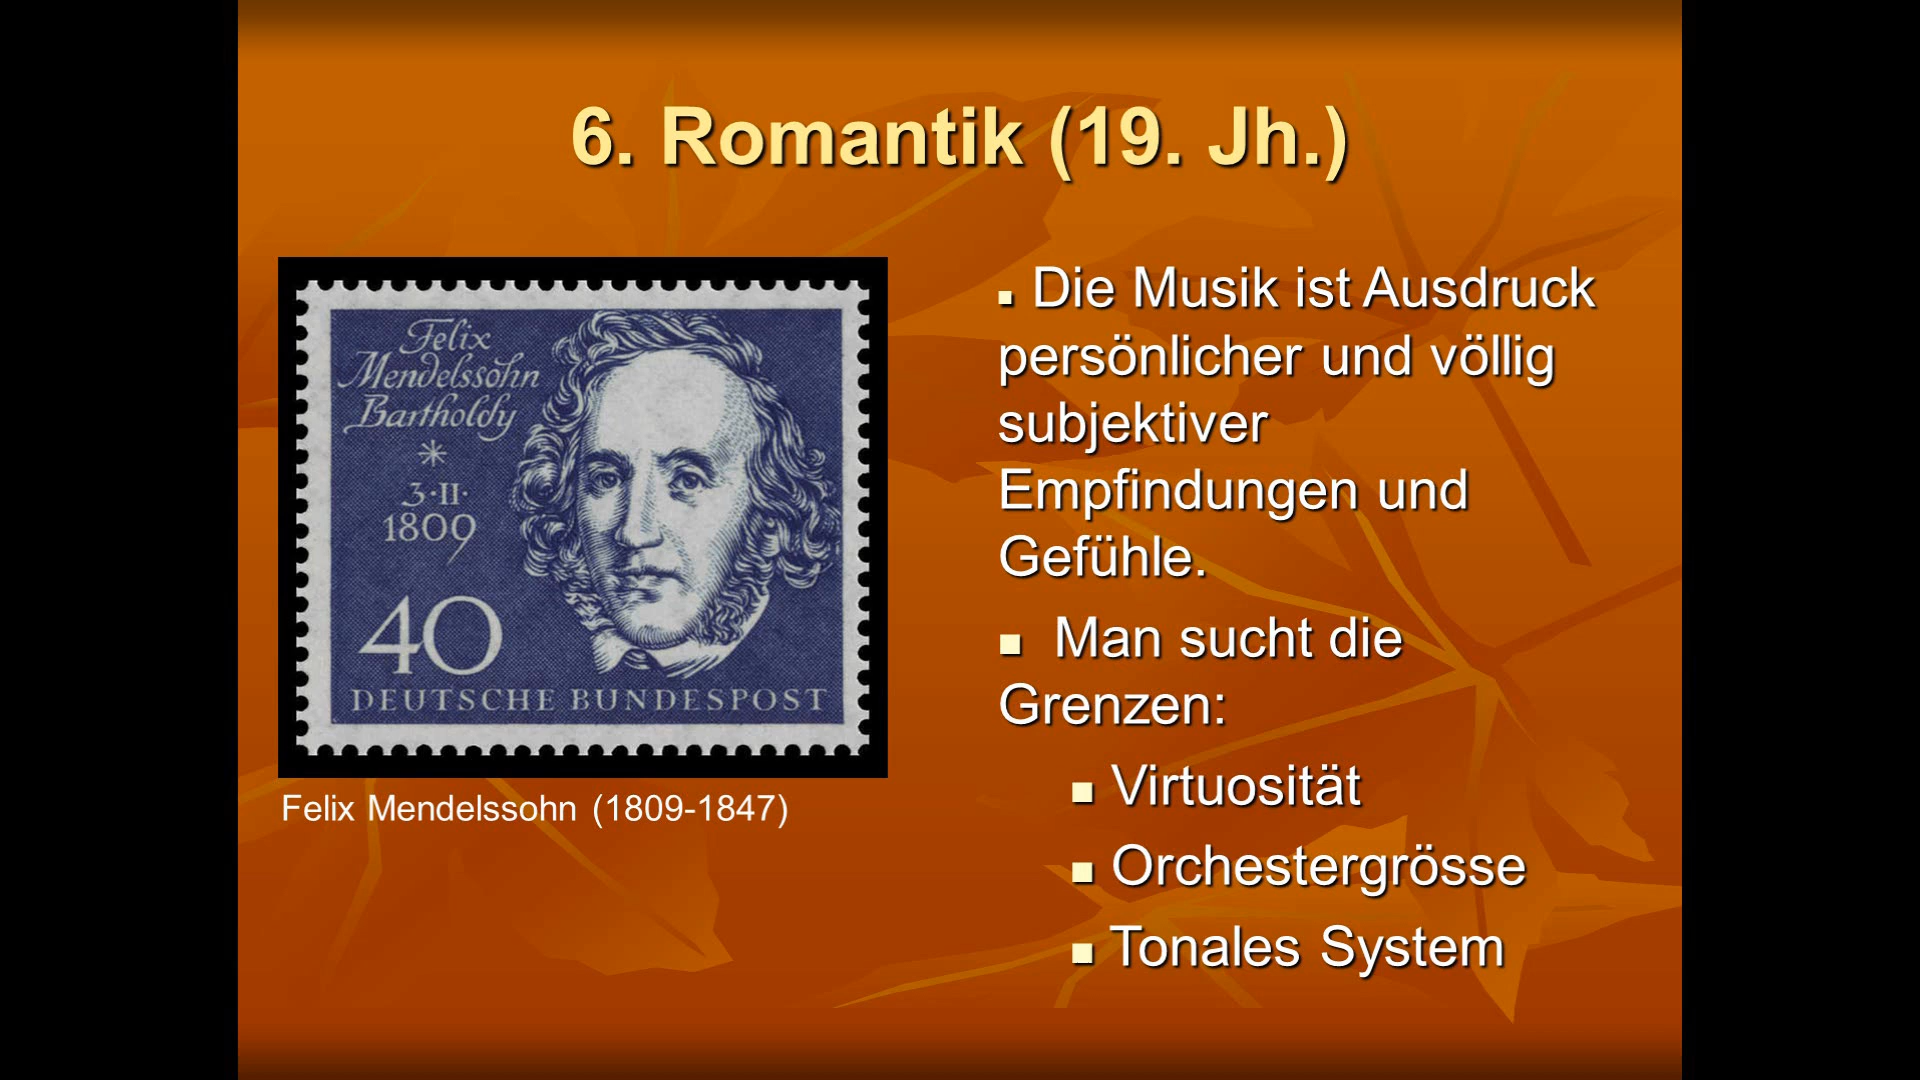 6. Romantik (19. Jh.)
Felix
Mendelssohn
Bartholdy
*
3·II·
1809
40
DEUTSCHE BUNDESPOST
Felix Mendelssohn (1809-1847)
■ Die Musik ist Ausdruck
persönlicher und völlig
subjektiver
Empfindungen und
Gefühle.
■ Man sucht die
Grenzen:
■ Virtuosität
■ Orchestergrösse
■ Tonales System